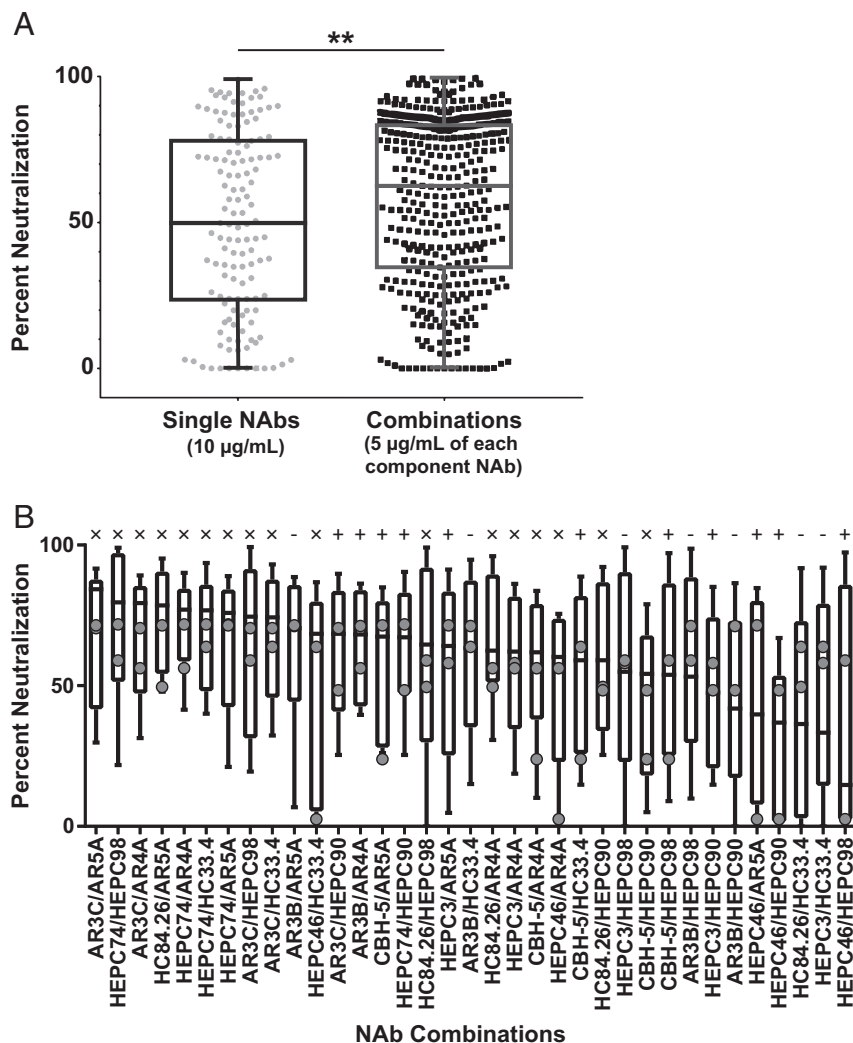 A
**
100
50
0
Percent Neutralization
Single NAbs
(10 µg/mL)
Combinations
(5 µg/mL of each
component NAb)
B
× × × × × × × × × - × + + + + × + - × × × × + × - × + - + - + + - - +
100
50
0
Percent Neutralization
AR3C/AR5A
HEPC74/HEPC98
AR3C/AR4A
HC84.26/AR5A
HEPC74/AR4A
HEPC74/HC33.4
HEPC74/AR5A
AR3C/HEPC98
AR3C/HC33.4
AR3B/AR5A
HEPC46/HC33.4
AR3C/HEPC90
AR3B/AR4A
CBH-5/AR5A
HEPC74/HEPC90
HC84.26/HEPC98
HEPC3/AR5A
AR3B/HC33.4
HC84.26/AR4A
HEPC3/AR4A
CBH-5/AR4A
HEPC46/AR4A
CBH-5/HC33.4
HC84.26/HEPC90
HEPC3/HEPC98
CBH-5/HEPC90
CBH-5/HEPC98
AR3B/HEPC98
HEPC3/HEPC90
AR3B/HEPC90
HEPC46/AR5A
HEPC46/HEPC90
HC84.26/HC33.4
HEPC3/HC33.4
HEPC46/HEPC98
NAb Combinations